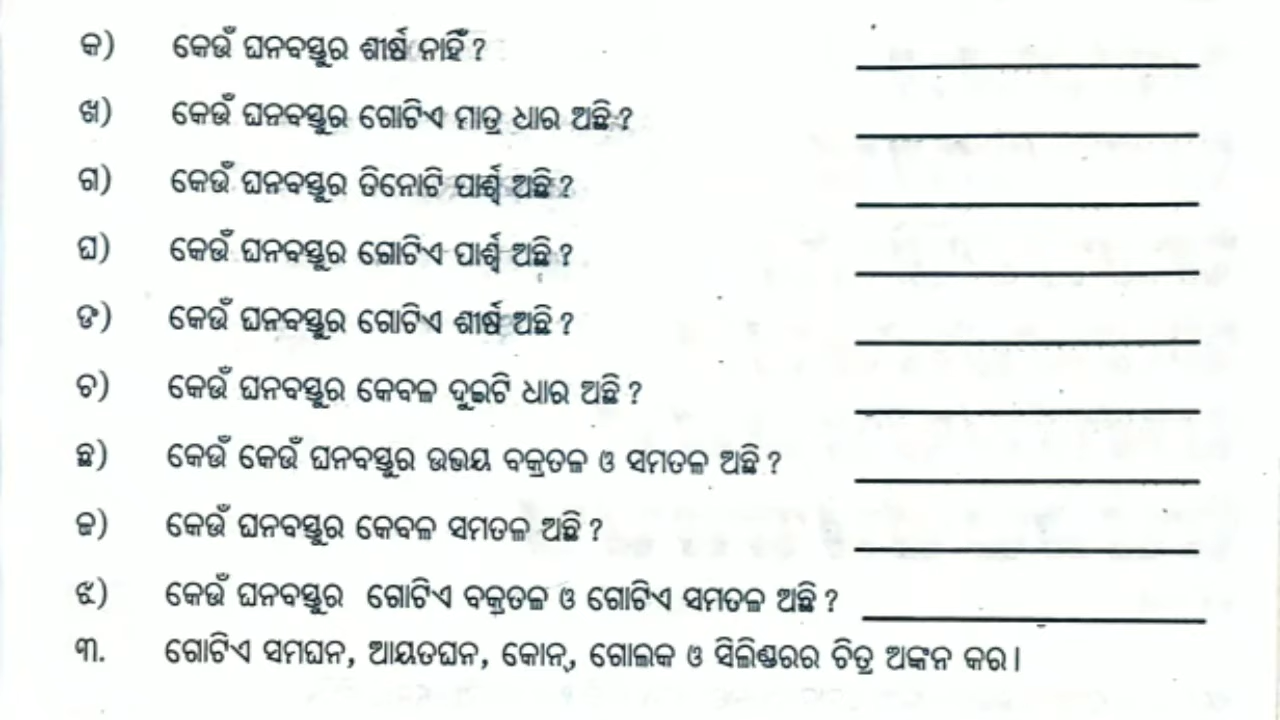 କ) କେଉଁ ଘନବସ୍ତୁର ଶୀର୍ଷ ନାହିଁ ?
ଖ) କେଉଁ ଘନବସ୍ତୁର ଗୋଟିଏ ମାତ୍ର ଧାର ଅଛି ?
ଗ) କେଉଁ ଘନବସ୍ତୁର ତିନୋଟି ପାର୍ଶ୍ୱ ଅଛି ?
ଘ) କେଉଁ ଘନବସ୍ତୁର ଗୋଟିଏ ପାର୍ଶ୍ୱ ଅଛି ?
ଙ) କେଉଁ ଘନବସ୍ତୁର ଗୋଟିଏ ଶୀର୍ଷ ଅଛି ?
ଚ) କେଉଁ ଘନବସ୍ତୁର କେବଳ ଦୁଇଟି ଧାର ଅଛି ?
ଛ) କେଉଁ କେଉଁ ଘନବସ୍ତୁର ଉଭୟ ବକ୍ରତଳ ଓ ସମତଳ ଅଛି ?
ଜ) କେଉଁ ଘନବସ୍ତୁର କେବଳ ସମତଳ ଅଛି ?
ଝ) କେଉଁ ଘନବସ୍ତୁର ଗୋଟିଏ ବକ୍ରତଳ ଓ ଗୋଟିଏ ସମତଳ ଅଛି ?
୩. ଗୋଟିଏ ସମଘନ, ଆୟତଘନ, କୋନ୍, ଗୋଲକ ଓ ସିଲିଣ୍ଡରର ଚିତ୍ର ଅଙ୍କନ କର।